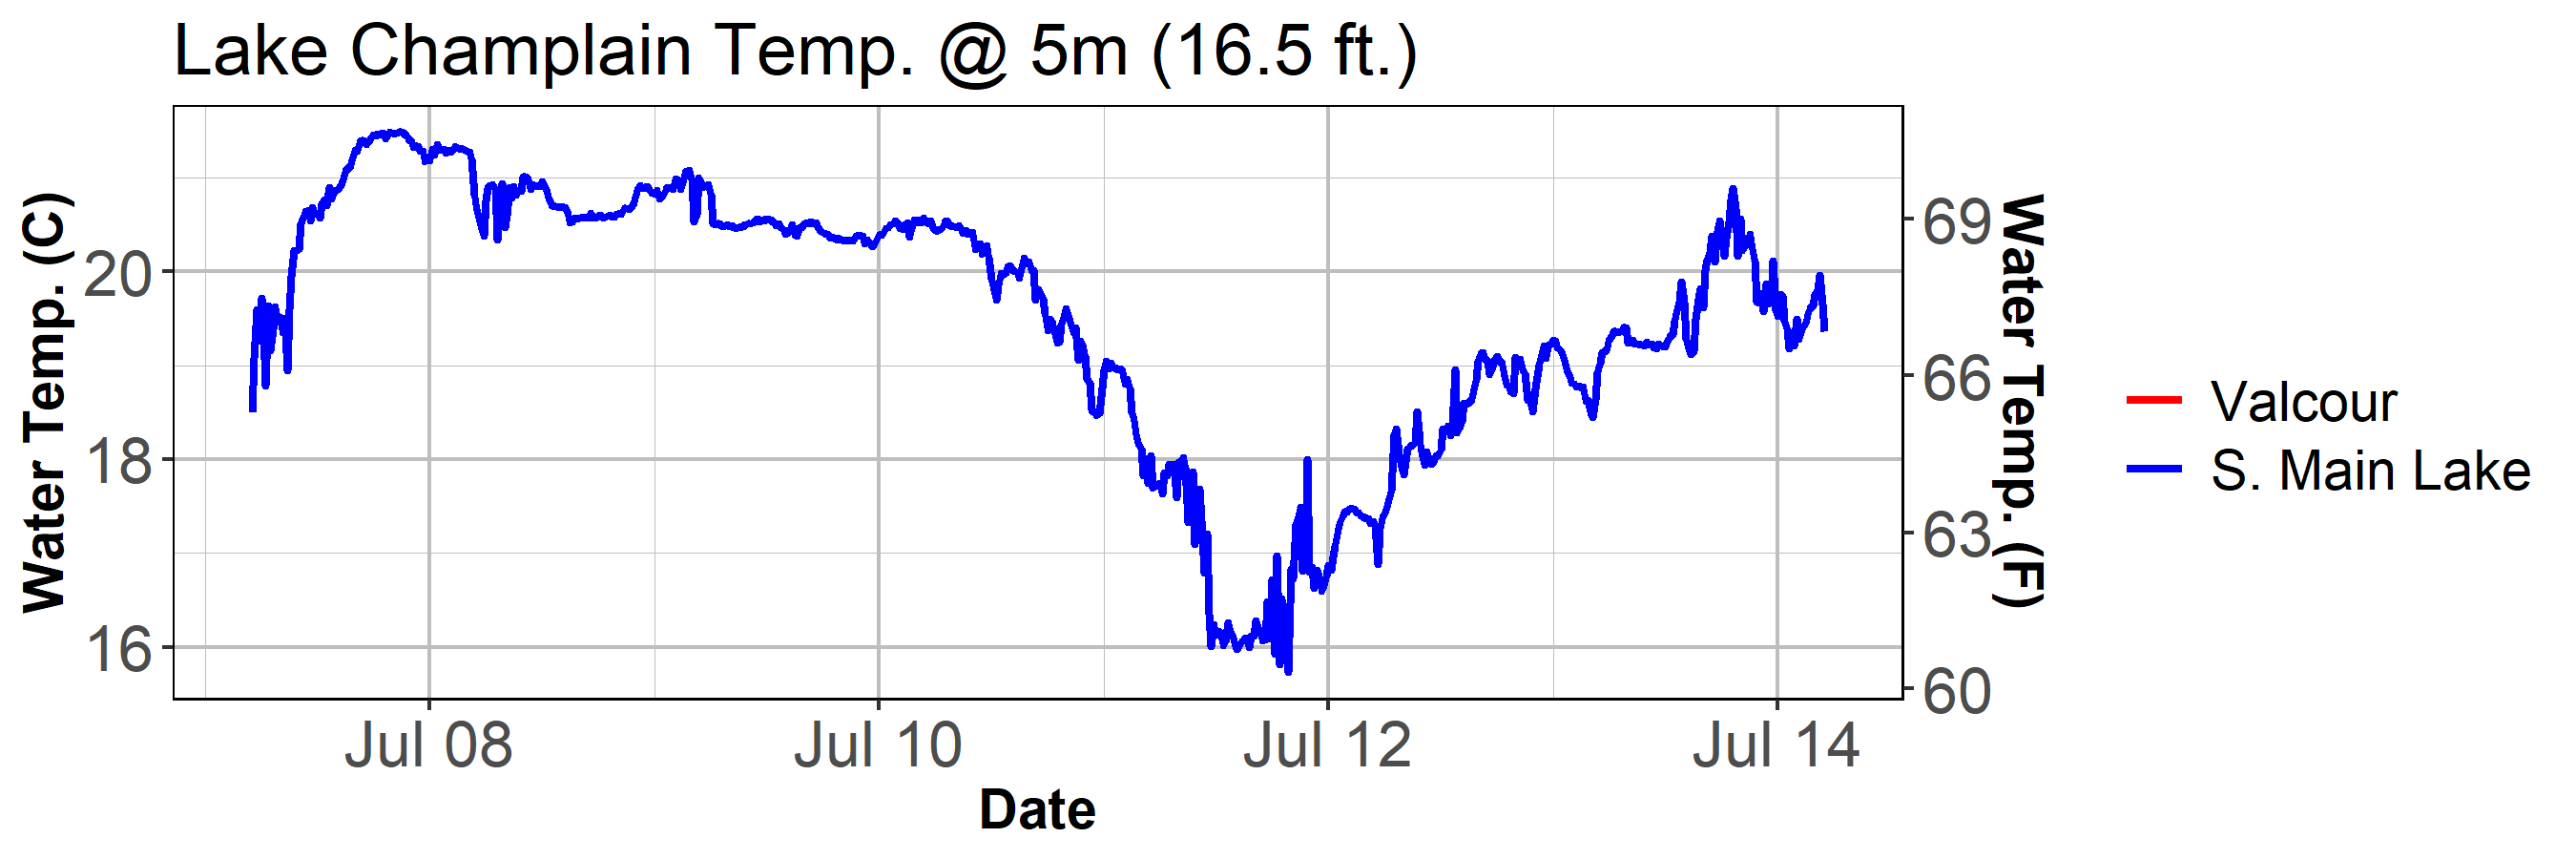 Lake Champlain Temp. @ 5m (16.5 ft.)
Water Temp. (C)
20
18
16
69
66
63
60
Water Temp. (F)
Jul 08
Jul 10
Jul 12
Jul 14
Date
Valcour
S. Main Lake